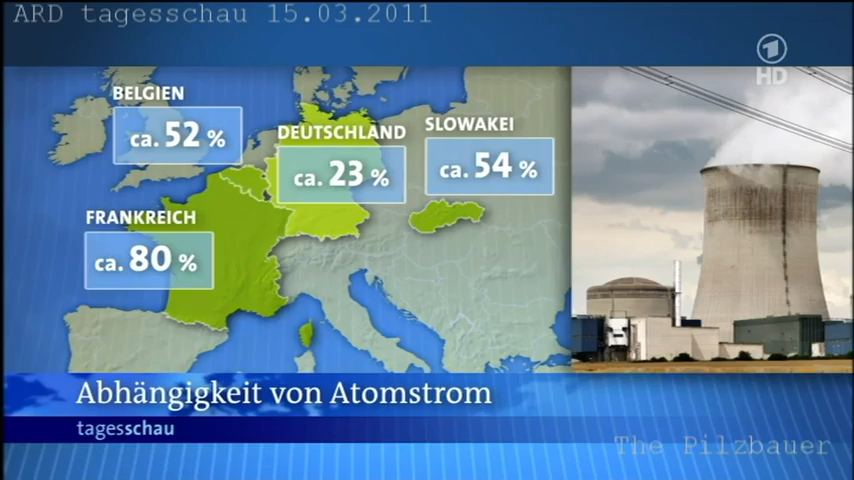 ARD tagesschau 15.03.2011
1
HD
BELGIEN
ca. 52 %
DEUTSCHLAND
ca. 23 %
SLOWAKEI
ca. 54 %
FRANKREICH
ca. 80 %
Abhängigkeit von Atomstrom
tagesschau
The Pilzbauer